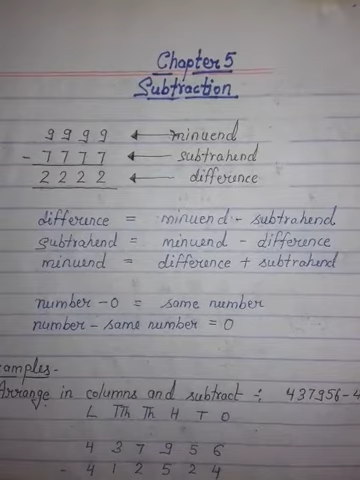 Chapter 5
Subtraction
9 9 9 9 ← minuend
- 7 7 7 7 ← subtrahend
2 2 2 2 ← difference
difference = minuend - subtrahend
subtrahend = minuend - difference
minuend = difference + subtrahend
number - 0 = same number
number - same number = 0
xamples -
Arrange in columns and subtract :- 437956-4
L TTh Th H T O
4 3 7 9 5 6
- 4 1 2 5 2 4